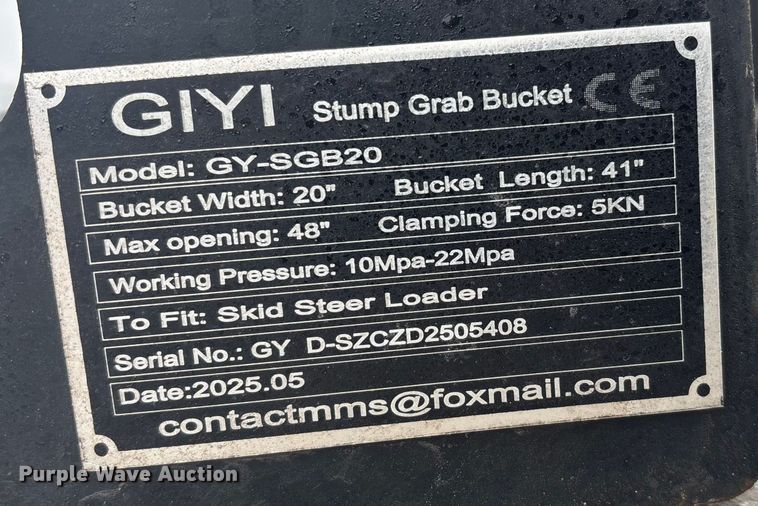 GIYI Stump Grab Bucket CE
Model: GY-SGB20
Bucket Width: 20" Bucket Length: 41"
Max opening: 48" Clamping Force: 5KN
Working Pressure: 10Mpa-22Mpa
To Fit: Skid Steer Loader
Serial No.: GY D-SZCZD2505408
Date:2025.05
contactmms@foxmail.com
Purple Wave Auction